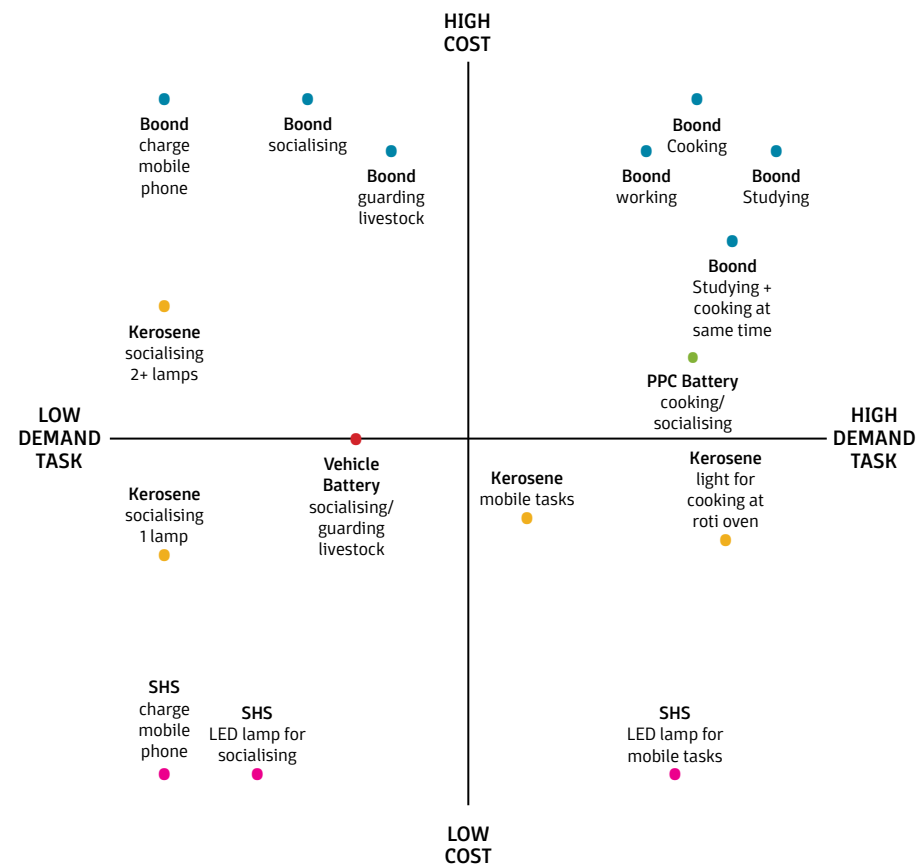 HIGH
COST
Boond
charge
mobile
phone
Boond
socialising
Boond
guarding
livestock
Boond
Cooking
Boond
working
Boond
Studying
Boond
Studying +
cooking at
same time
Kerosene
socialising
2+ lamps
PPC Battery
cooking/
socialising
LOW
DEMAND
TASK
HIGH
DEMAND
TASK
Kerosene
socialising
1 lamp
Vehicle
Battery
socialising/
guarding
livestock
Kerosene
mobile tasks
Kerosene
light for
cooking at
roti oven
SHS
charge
mobile
phone
SHS
LED lamp for
socialising
SHS
LED lamp for
mobile tasks
LOW
COST